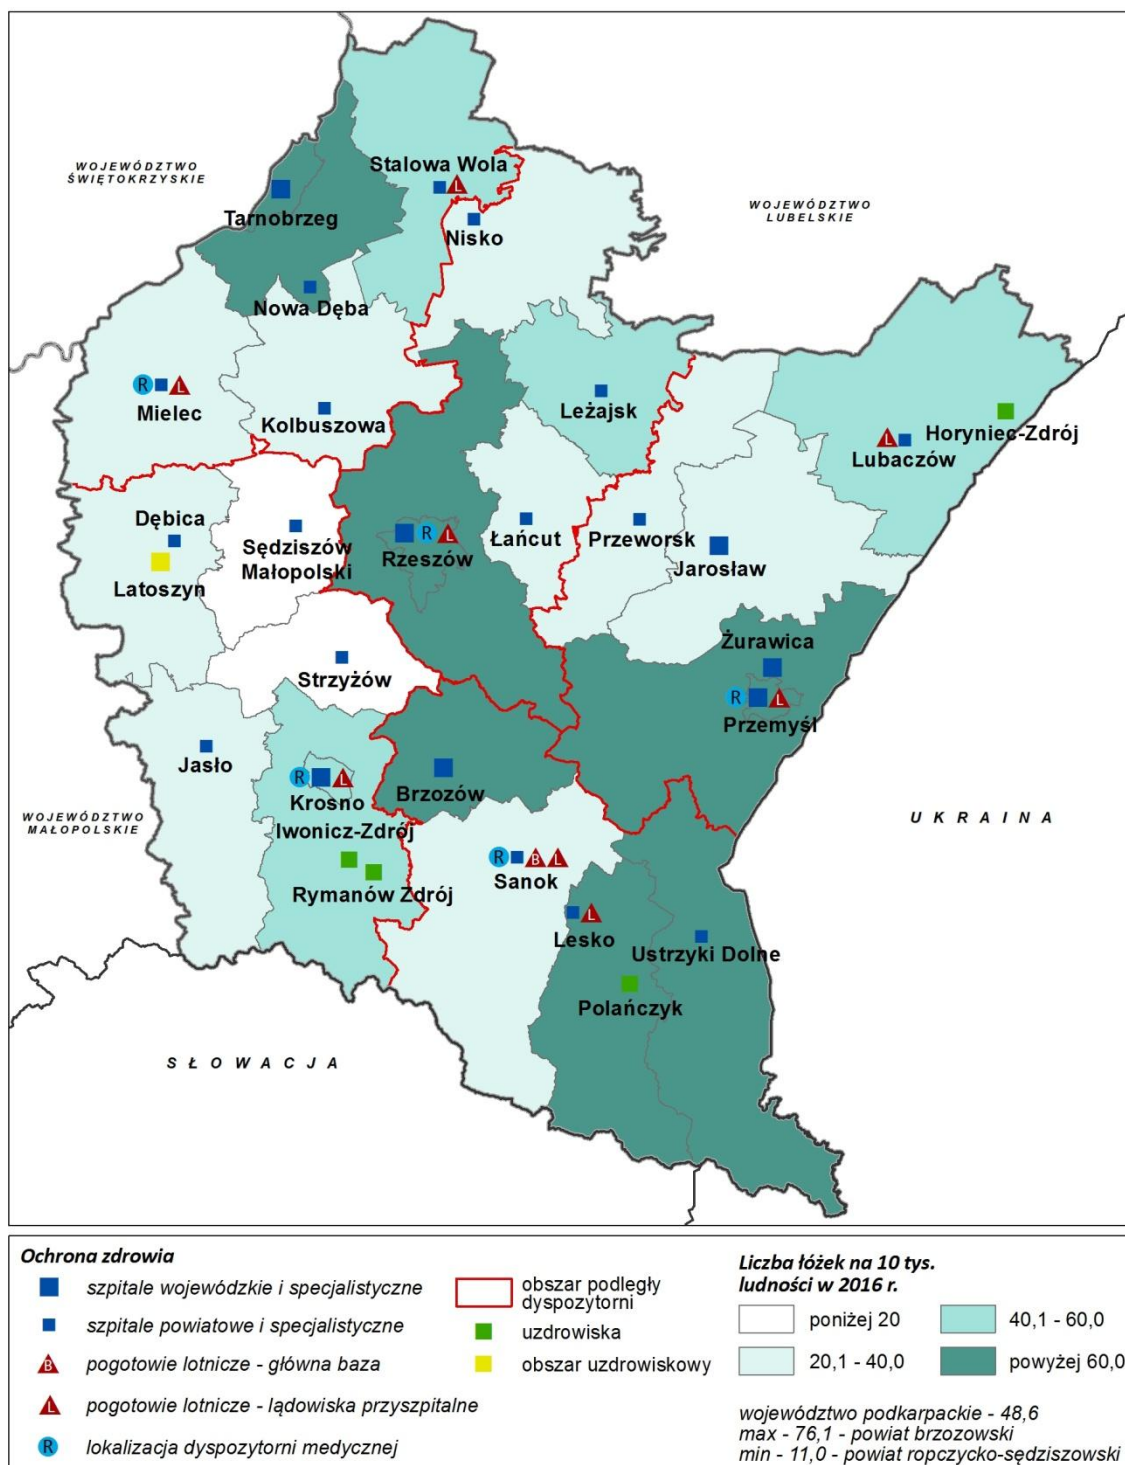 WOJEWÓDZTWO
ŚWIĘTOKRZYSKIE
Stalowa Wola
L
WOJEWÓDZTWO
LUBELSKIE
Tarnobrzeg
Nisko
Nowa Dęba
R
L
Mielec
Kolbuszowa
Leżajsk
Horyniec-Zdrój
L
Lubaczów
Dębica
Latoszyn
Sędziszów
Małopolski
R
L
Rzeszów
Łańcut
Przeworsk
Jarosław
Żurawica
Strzyżów
R
L
Przemyśl
Jasło
R
L
Krosno
Brzozów
WOJEWÓDZTWO
MAŁOPOLSKIE
Iwonicz-Zdrój
UKRAINA
R
B
L
Sanok
Rymanów Zdrój
L
Lesko
Ustrzyki Dolne
Polańczyk
SŁOWACJA
Ochrona zdrowia
szpitale wojewódzkie i specjalistyczne
szpitale powiatowe i specjalistyczne
B pogotowie lotnicze - główna baza
L pogotowie lotnicze - lądowiska przyszpitalne
R lokalizacja dyspozytorni medycznej
obszar podległy
dyspozytorni
uzdrowiska
obszar uzdrowiskowy
Liczba łóżek na 10 tys.
ludności w 2016 r.
poniżej 20
40,1 - 60,0
20,1 - 40,0
powyżej 60,0
województwo podkarpackie - 48,6
max - 76,1 - powiat brzozowski
min - 11,0 - powiat ropczycko-sędziszowski